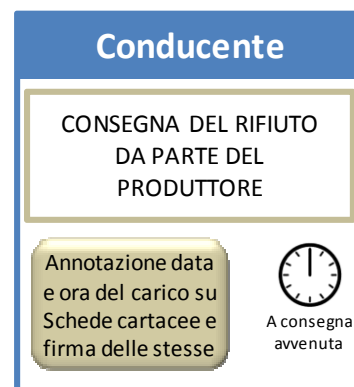 Conducente
CONSEGNA DEL RIFIUTO
DA PARTE DEL
PRODUTTORE
Annotazione data
e ora del carico su
Schede cartacee e
firma delle stesse
A consegna
avvenuta